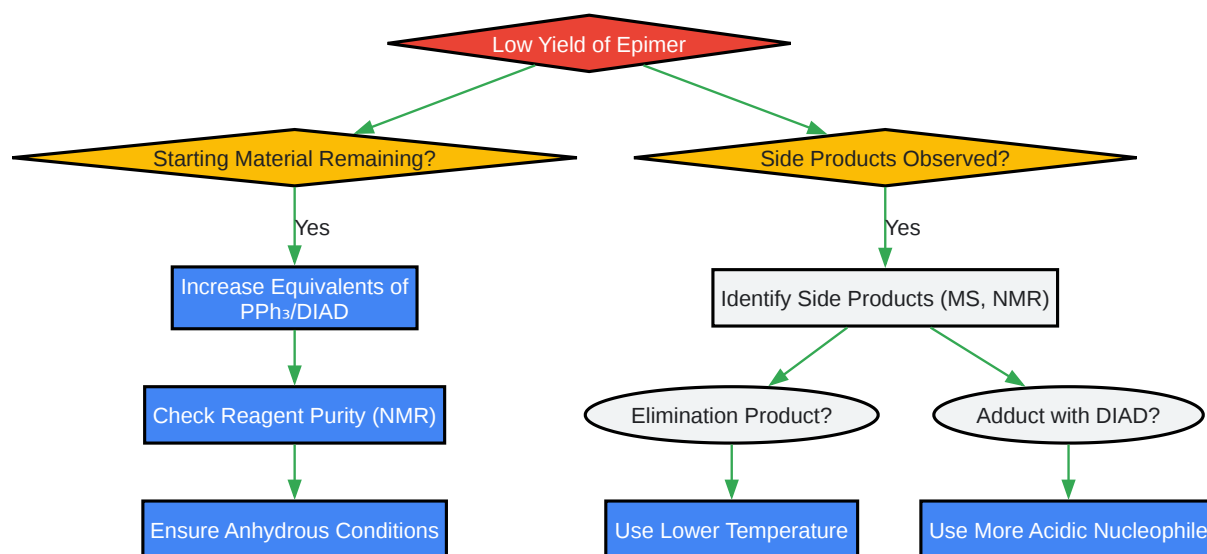 Low Yield of Epimer
Starting Material Remaining?
Side Products Observed?
Yes
Yes
Increase Equivalents of
PPh₃/DIAD
Identify Side Products (MS, NMR)
Check Reagent Purity (NMR)
Elimination Product?
Adduct with DIAD?
Ensure Anhydrous Conditions
Use Lower Temperature
Use More Acidic Nucleophile